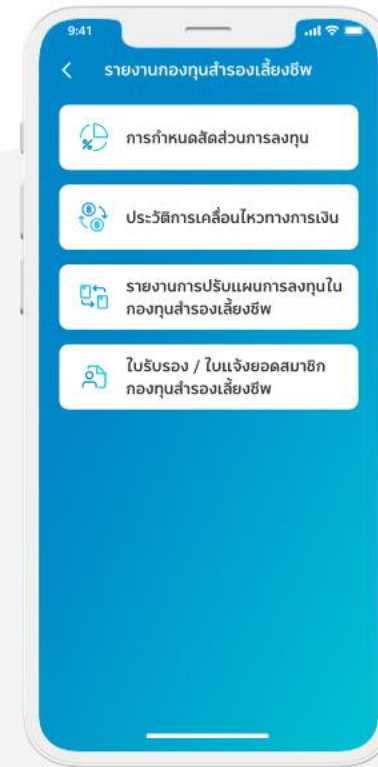 9:41
รายงานกองทุนสำรองเลี้ยงชีพ
%
การกำหนดสัดส่วนการลงทุน
ประวัติการเคลื่อนไหวทางการเงิน
รายงานการปรับแผนการลงทุนใน
กองทุนสำรองเลี้ยงชีพ
ใบรับรอง / ใบแจ้งยอดสมาชิก
กองทุนสำรองเลี้ยงชีพ